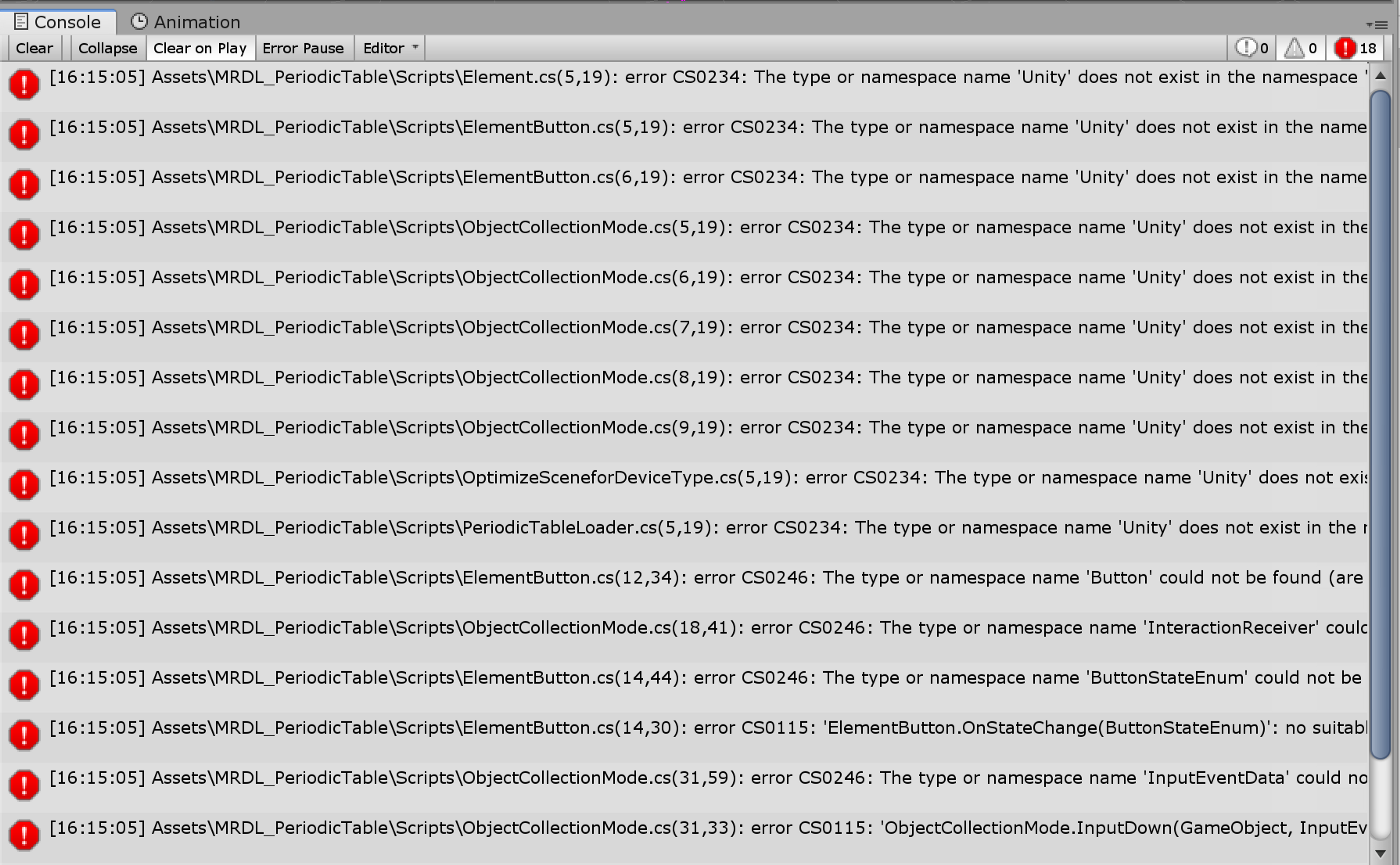 Console Animation
Clear Collapse Clear on Play Error Pause Editor 0 0 18
[16:15:05] Assets\MRDL_PeriodicTable\Scripts\Element.cs(5,19): error CS0234: The type or namespace name 'Unity' does not exist in the namespace '
[16:15:05] Assets\MRDL_PeriodicTable\Scripts\ElementButton.cs(5,19): error CS0234: The type or namespace name 'Unity' does not exist in the name
[16:15:05] Assets\MRDL_PeriodicTable\Scripts\ElementButton.cs(6,19): error CS0234: The type or namespace name 'Unity' does not exist in the name
[16:15:05] Assets\MRDL_PeriodicTable\Scripts\ObjectCollectionMode.cs(5,19): error CS0234: The type or namespace name 'Unity' does not exist in the
[16:15:05] Assets\MRDL_PeriodicTable\Scripts\ObjectCollectionMode.cs(6,19): error CS0234: The type or namespace name 'Unity' does not exist in the
[16:15:05] Assets\MRDL_PeriodicTable\Scripts\ObjectCollectionMode.cs(7,19): error CS0234: The type or namespace name 'Unity' does not exist in the
[16:15:05] Assets\MRDL_PeriodicTable\Scripts\ObjectCollectionMode.cs(8,19): error CS0234: The type or namespace name 'Unity' does not exist in the
[16:15:05] Assets\MRDL_PeriodicTable\Scripts\ObjectCollectionMode.cs(9,19): error CS0234: The type or namespace name 'Unity' does not exist in the
[16:15:05] Assets\MRDL_PeriodicTable\Scripts\OptimizeSceneforDeviceType.cs(5,19): error CS0234: The type or namespace name 'Unity' does not exis
[16:15:05] Assets\MRDL_PeriodicTable\Scripts\PeriodicTableLoader.cs(5,19): error CS0234: The type or namespace name 'Unity' does not exist in the
[16:15:05] Assets\MRDL_PeriodicTable\Scripts\ElementButton.cs(12,34): error CS0246: The type or namespace name 'Button' could not be found (are
[16:15:05] Assets\MRDL_PeriodicTable\Scripts\ObjectCollectionMode.cs(18,41): error CS0246: The type or namespace name 'InteractionReceiver' could
[16:15:05] Assets\MRDL_PeriodicTable\Scripts\ElementButton.cs(14,44): error CS0246: The type or namespace name 'ButtonStateEnum' could not be
[16:15:05] Assets\MRDL_PeriodicTable\Scripts\ElementButton.cs(14,30): error CS0115: 'ElementButton.OnStateChange(ButtonStateEnum)': no suitabl
[16:15:05] Assets\MRDL_PeriodicTable\Scripts\ObjectCollectionMode.cs(31,59): error CS0246: The type or namespace name 'InputEventData' could no
[16:15:05] Assets\MRDL_PeriodicTable\Scripts\ObjectCollectionMode.cs(31,33): error CS0115: 'ObjectCollectionMode.InputDown(GameObject, InputEv